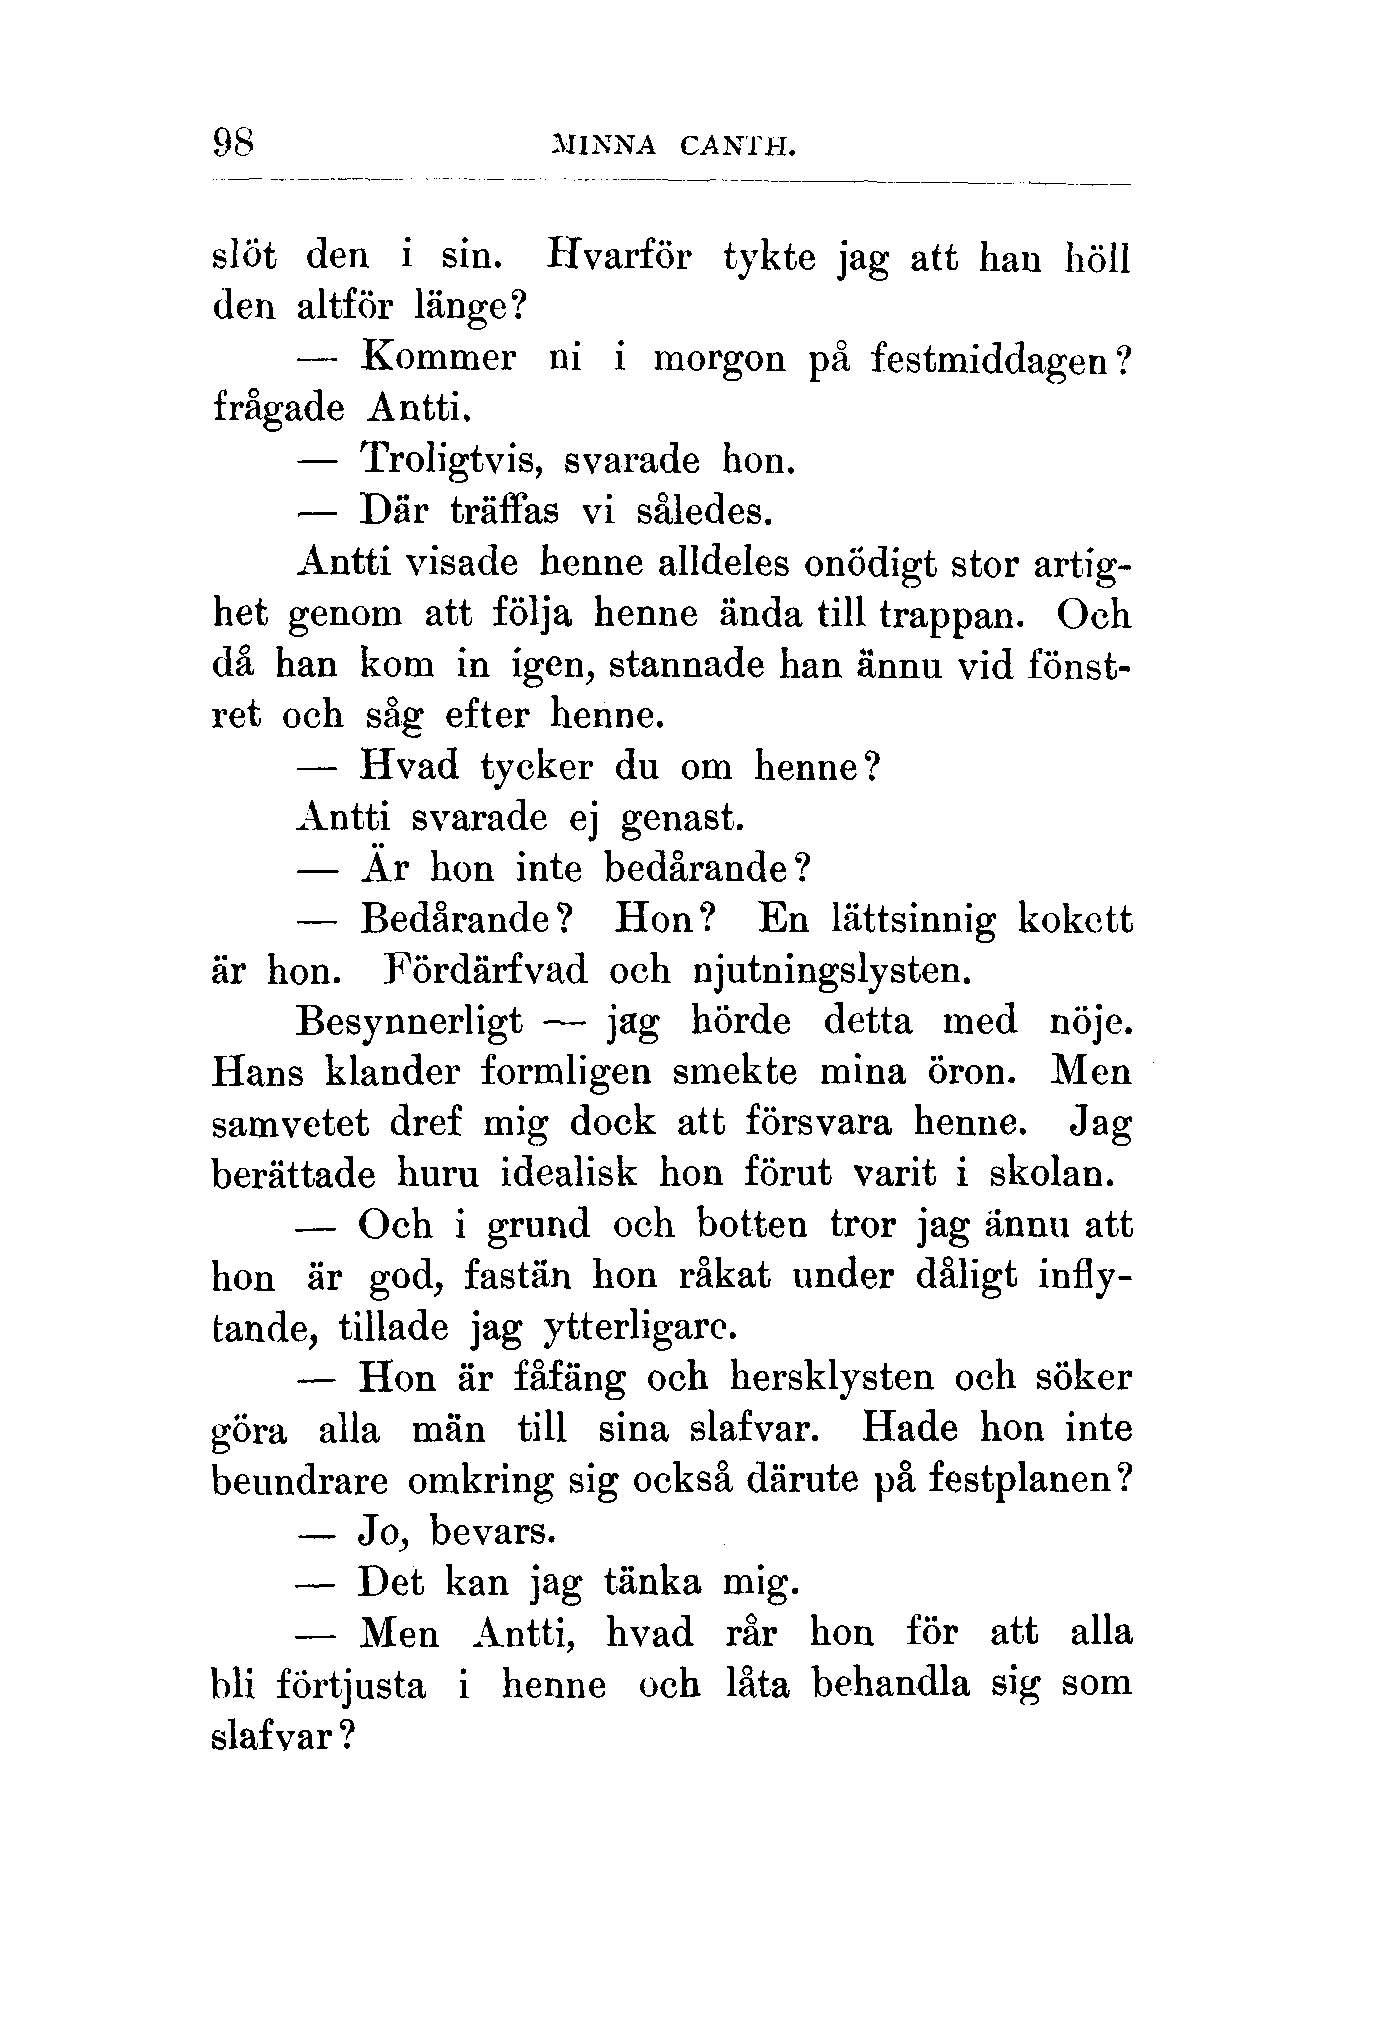 98 MINNA CANTH.
slöt den i sin. Hvarför tykte jag att han höll
den altför länge?
— Kommer ni i morgon på festmiddagen?
frågade Antti.
— Troligtvis, svarade hon.
— Där träffas vi således.
Antti visade henne alldeles onödigt stor artig-
het genom att följa henne ända till trappan. Och
då han kom in igen, stannade han ännu vid fönst-
ret och såg efter henne.
— Hvad tycker du om henne?
Antti svarade ej genast.
— Är hon inte bedårande?
— Bedårande? Hon? En lättsinnig kokett
är hon. Fördärfvad och njutningslysten.
Besynnerligt — jag hörde detta med nöje.
Hans klander formligen smekte mina öron. Men
samvetet dref mig dock att försvara henne. Jag
berättade huru idealisk hon förut varit i skolan.
— Och i grund och botten tror jag ännu att
hon är god, fastän hon råkat under dåligt infly-
tande, tillade jag ytterligare.
— Hon är fåfäng och hersklysten och söker
göra alla män till sina slafvar. Hade hon inte
beundrare omkring sig också därute på festplanen?
— Jo, bevars.
— Det kan jag tänka mig.
— Men Antti, hvad rår hon för att alla
bli förtjusta i henne och låta behandla sig som
slafvar?